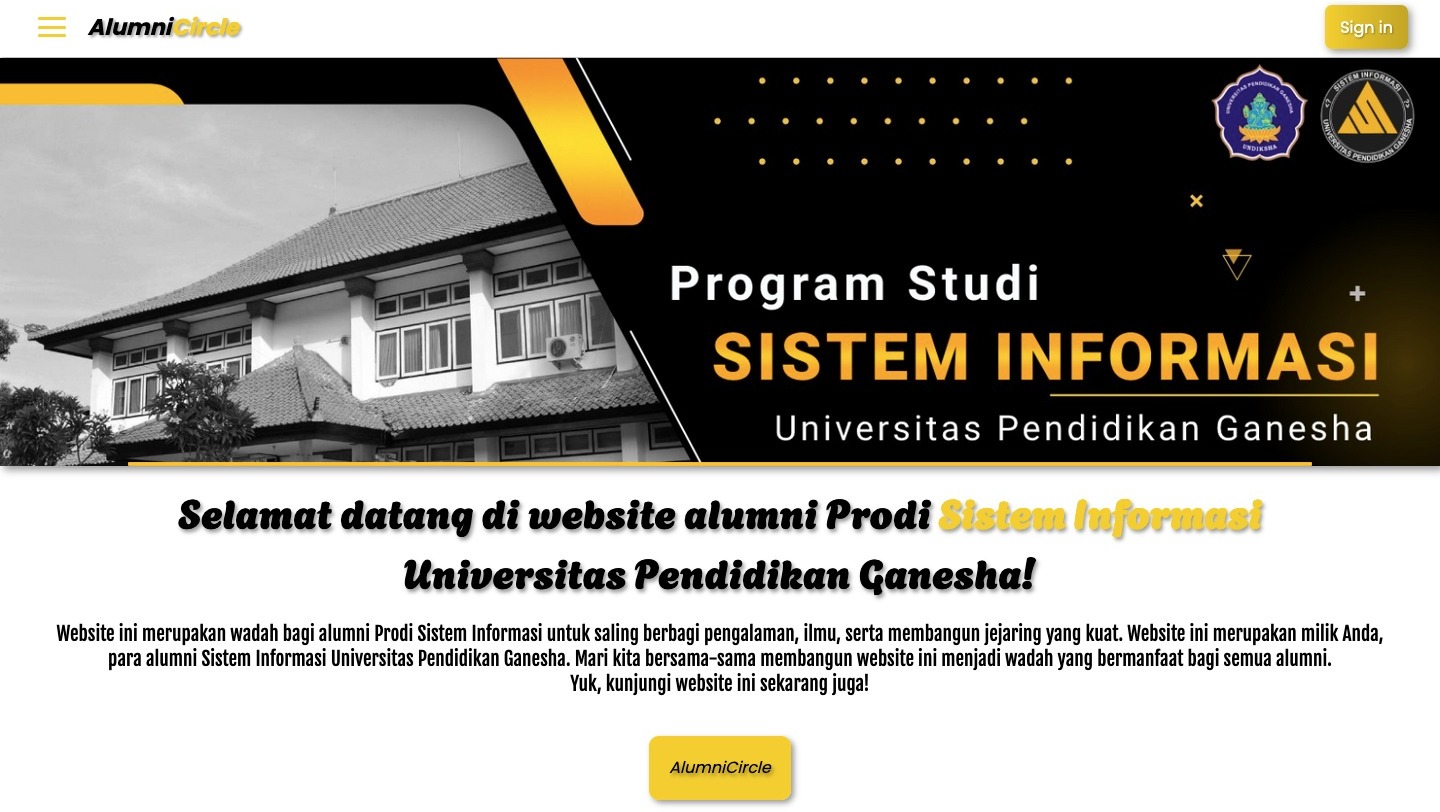 AlumniCircle
Sign in
UNIVERSITAS PENDIDIKAN GANESHA
UNDIKSHA
SISTEM INFORMASI
UNIVERSITAS PENDIDIKAN GANESHA
Program Studi
SISTEM INFORMASI
Universitas Pendidikan Ganesha
Selamat datang di website alumni Prodi Sistem Informasi
Universitas Pendidikan Ganesha!
Website ini merupakan wadah bagi alumni Prodi Sistem Informasi untuk saling berbagi pengalaman, ilmu, serta membangun jejaring yang kuat. Website ini merupakan milik Anda,
para alumni Sistem Informasi Universitas Pendidikan Ganesha. Mari kita bersama-sama membangun website ini menjadi wadah yang bermanfaat bagi semua alumni.
Yuk, kunjungi website ini sekarang juga!
AlumniCircle